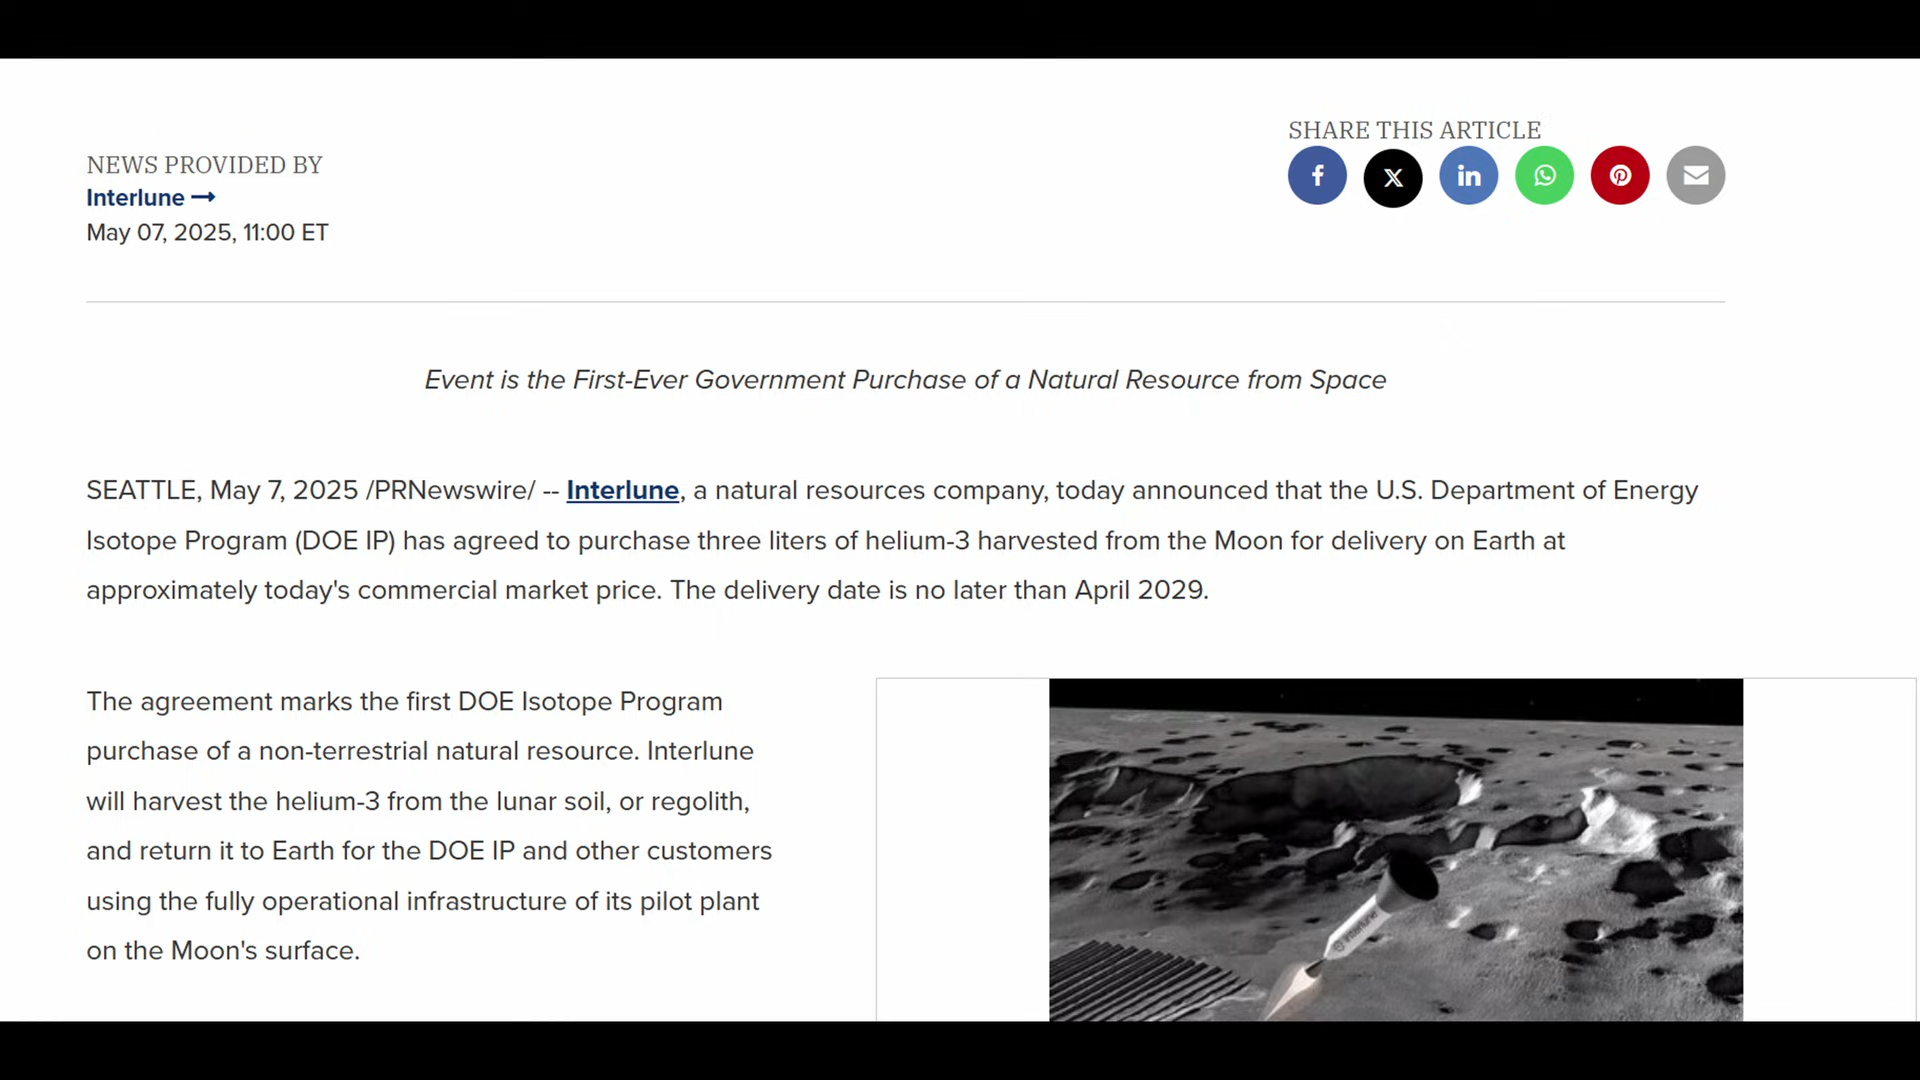 SHARE THIS ARTICLE
NEWS PROVIDED BY
Interlune →
May 07, 2025, 11:00 ET
Event is the First-Ever Government Purchase of a Natural Resource from Space
SEATTLE, May 7, 2025 /PRNewswire/ -- Interlune, a natural resources company, today announced that the U.S. Department of Energy
Isotope Program (DOE IP) has agreed to purchase three liters of helium-3 harvested from the Moon for delivery on Earth at
approximately today's commercial market price. The delivery date is no later than April 2029.
The agreement marks the first DOE Isotope Program
purchase of a non-terrestrial natural resource. Interlune
will harvest the helium-3 from the lunar soil, or regolith,
and return it to Earth for the DOE IP and other customers
using the fully operational infrastructure of its pilot plant
on the Moon's surface.
interlune